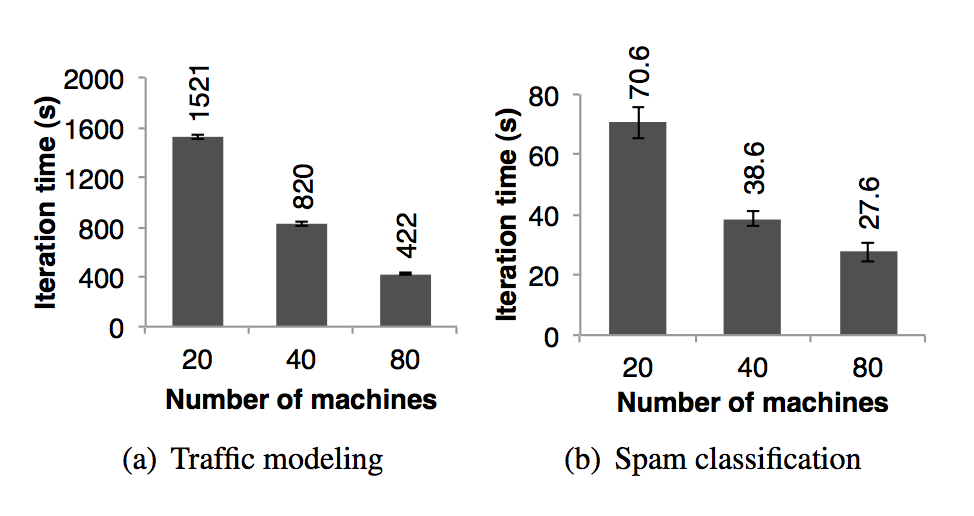 Iteration time (s)
2000
1600
1200
800
400
0
1521
820
422
20 40 80
Number of machines
(a) Traffic modeling
Iteration time (s)
80
60
40
20
0
70.6
38.6
27.6
20 40 80
Number of machines
(b) Spam classification